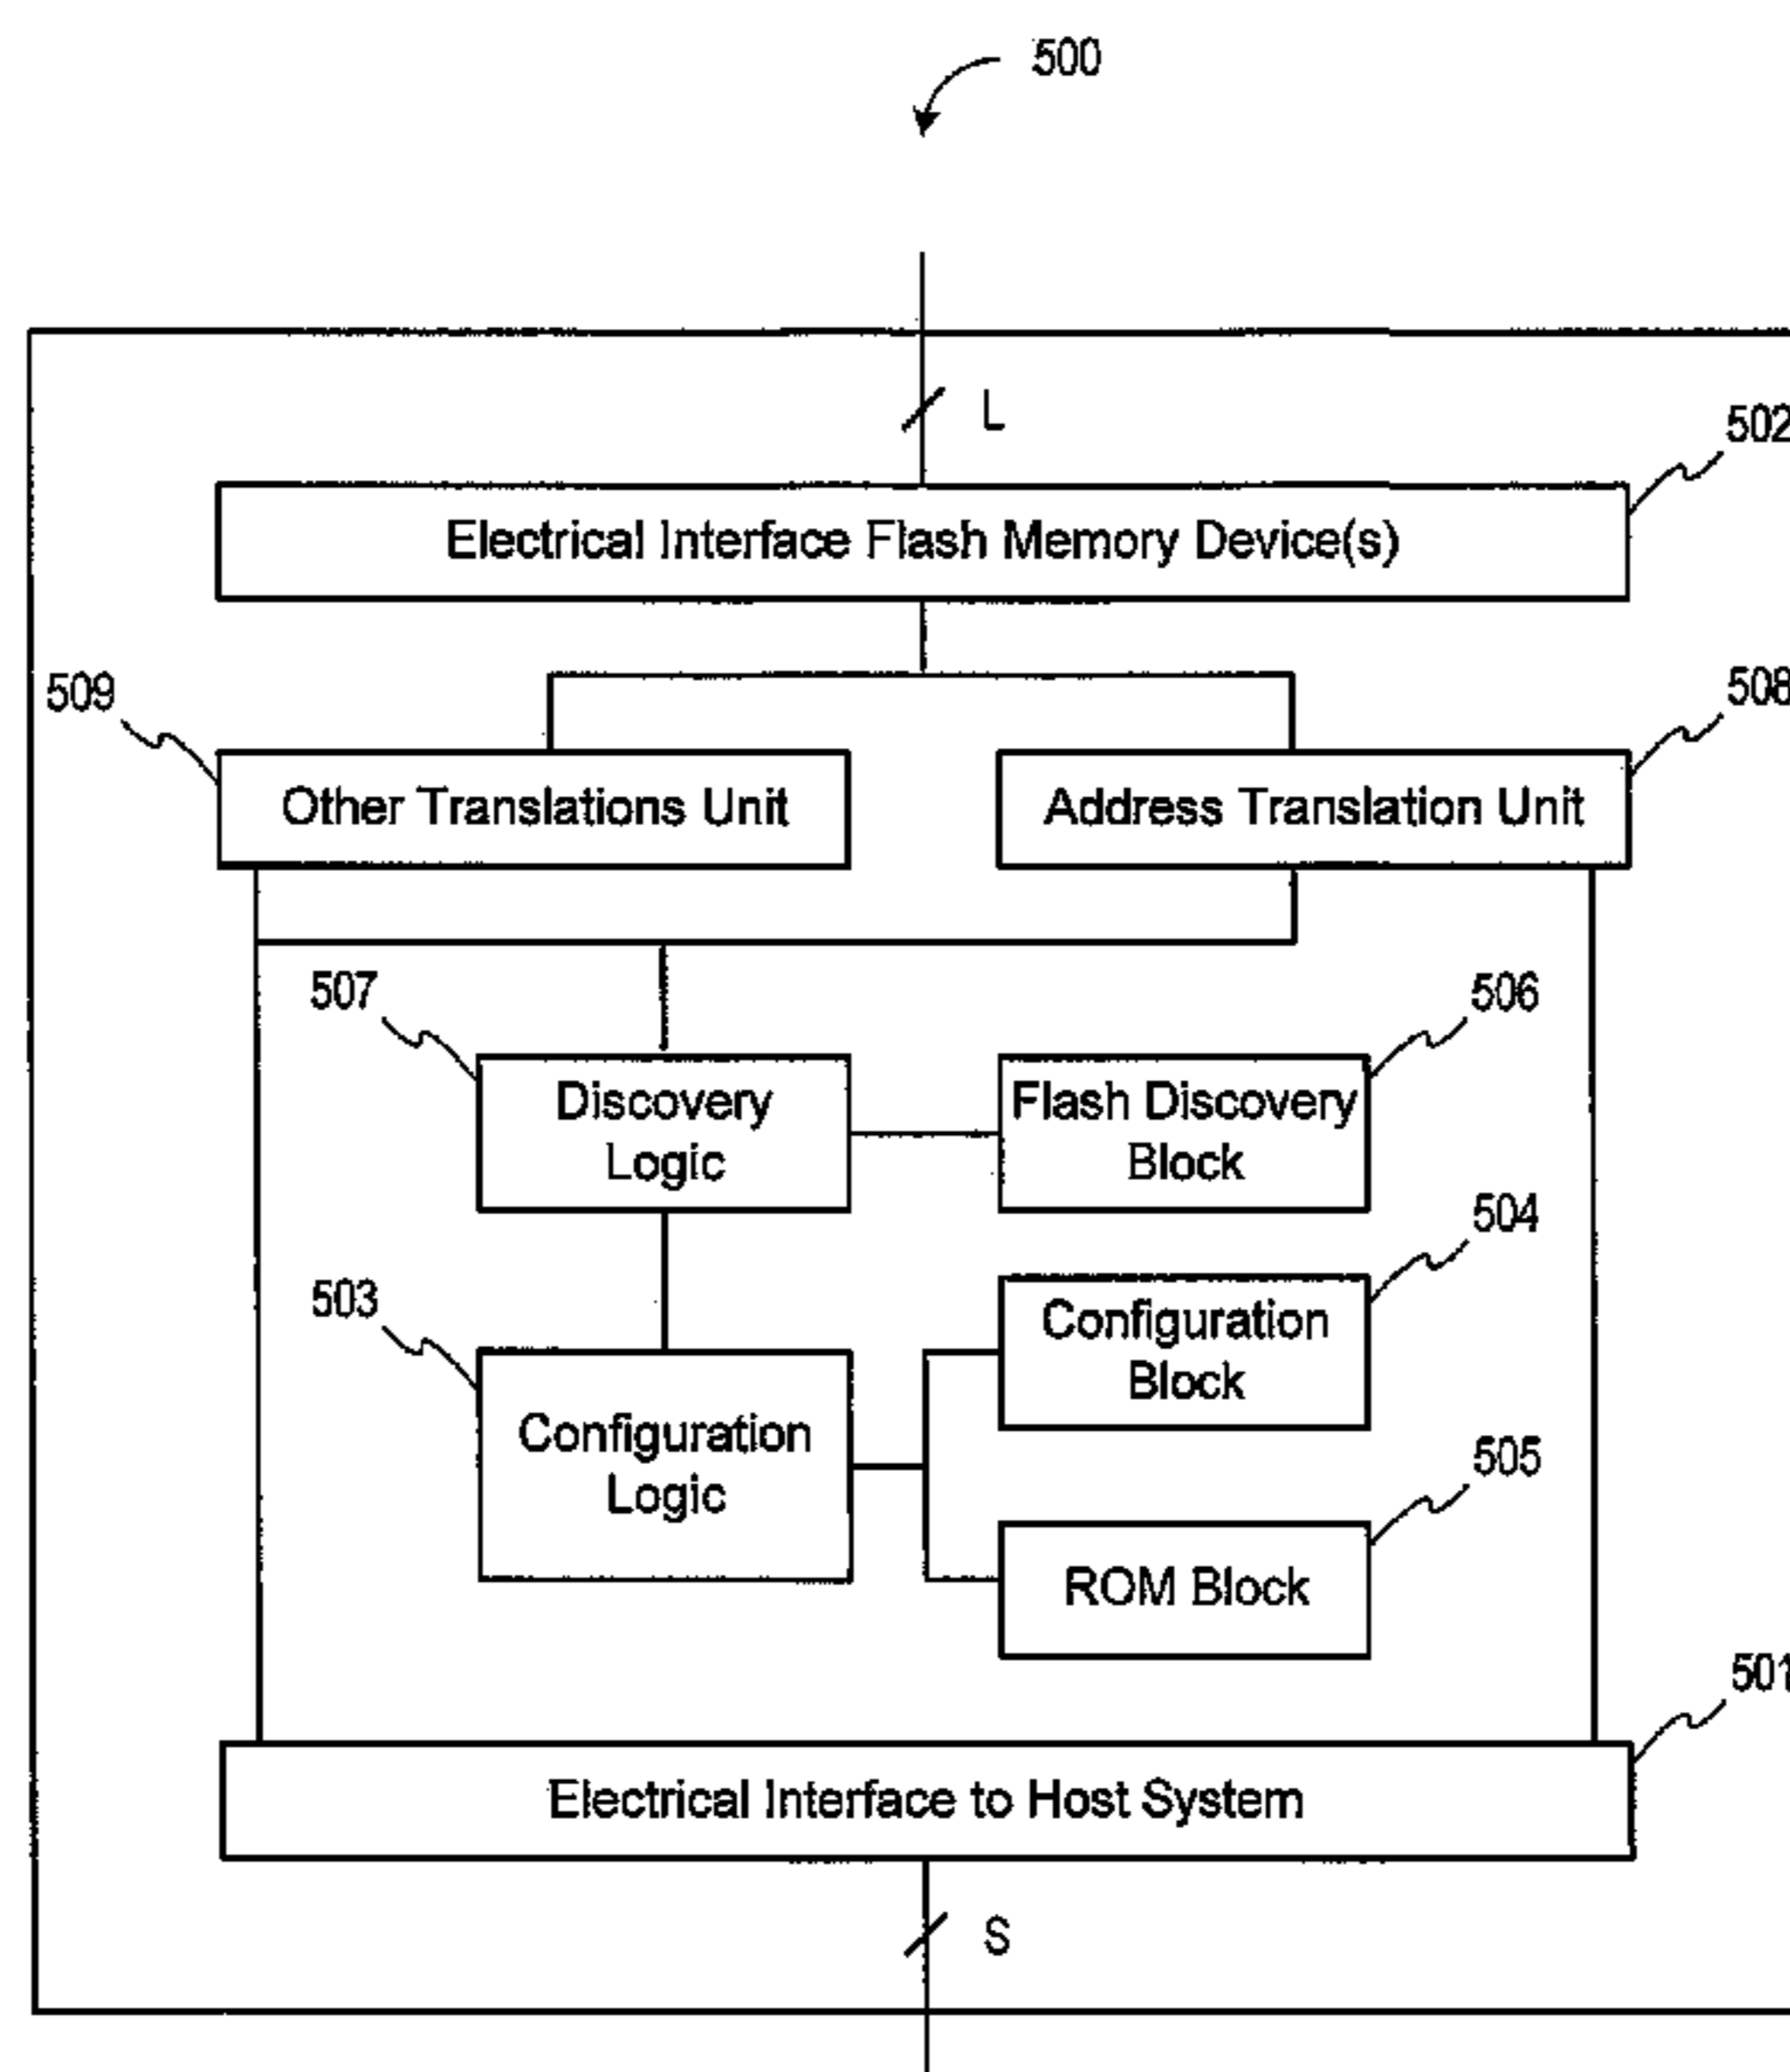 500
L
502
Electrical Interface Flash Memory Device(s)
509
508
Other Translations Unit
Address Translation Unit
507
506
Discovery
Logic
Flash Discovery
Block
504
503
Configuration
Block
Configuration
Logic
505
ROM Block
501
Electrical Interface to Host System
S